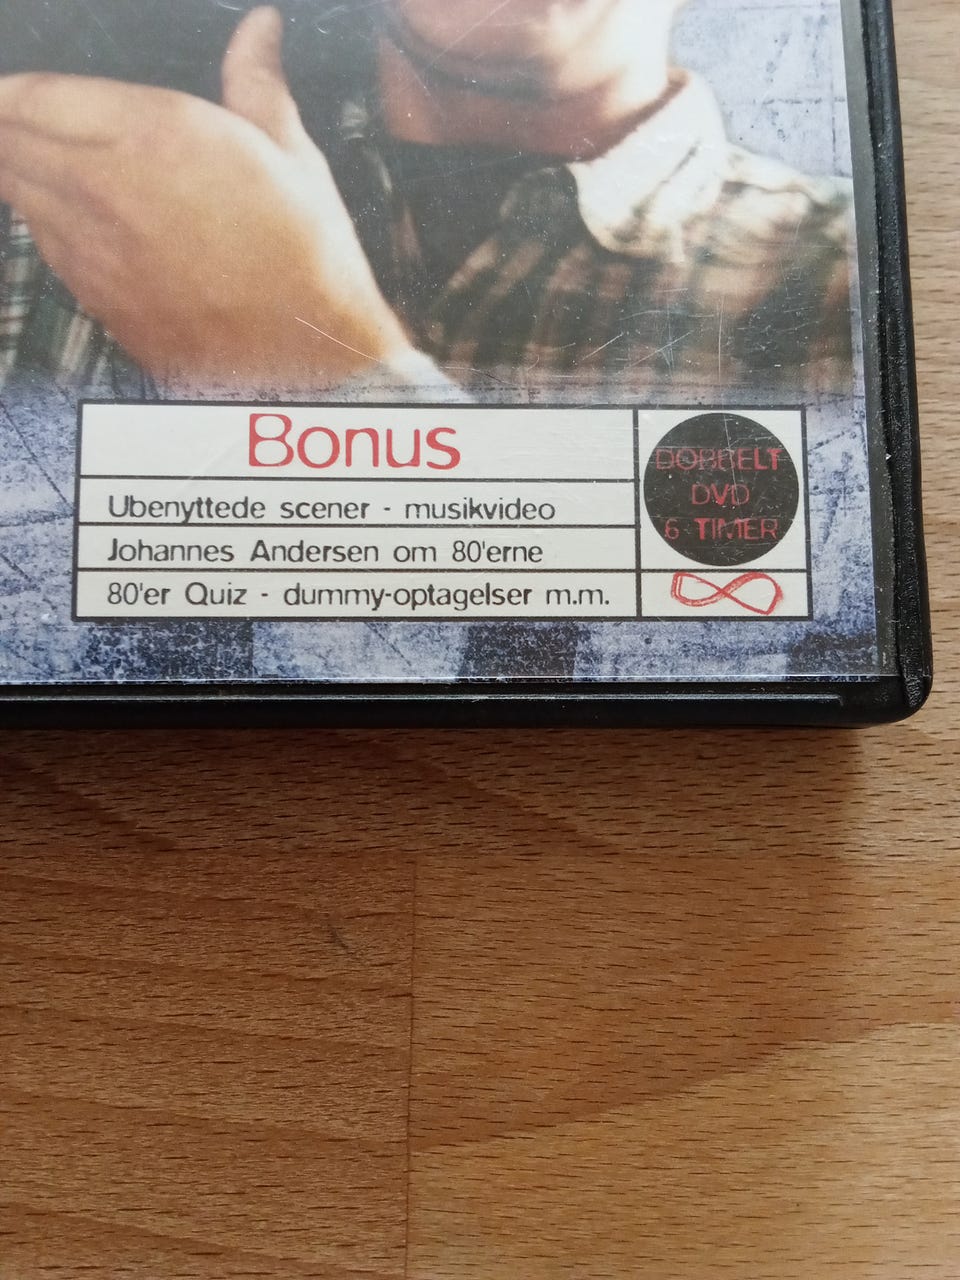 Bonus
Ubenyttede scener - musikvideo
Johannes Andersen om 80'erne
80'er Quiz - dummy-optagelser m.m.
DOBBELT
DVD
6 TIMER